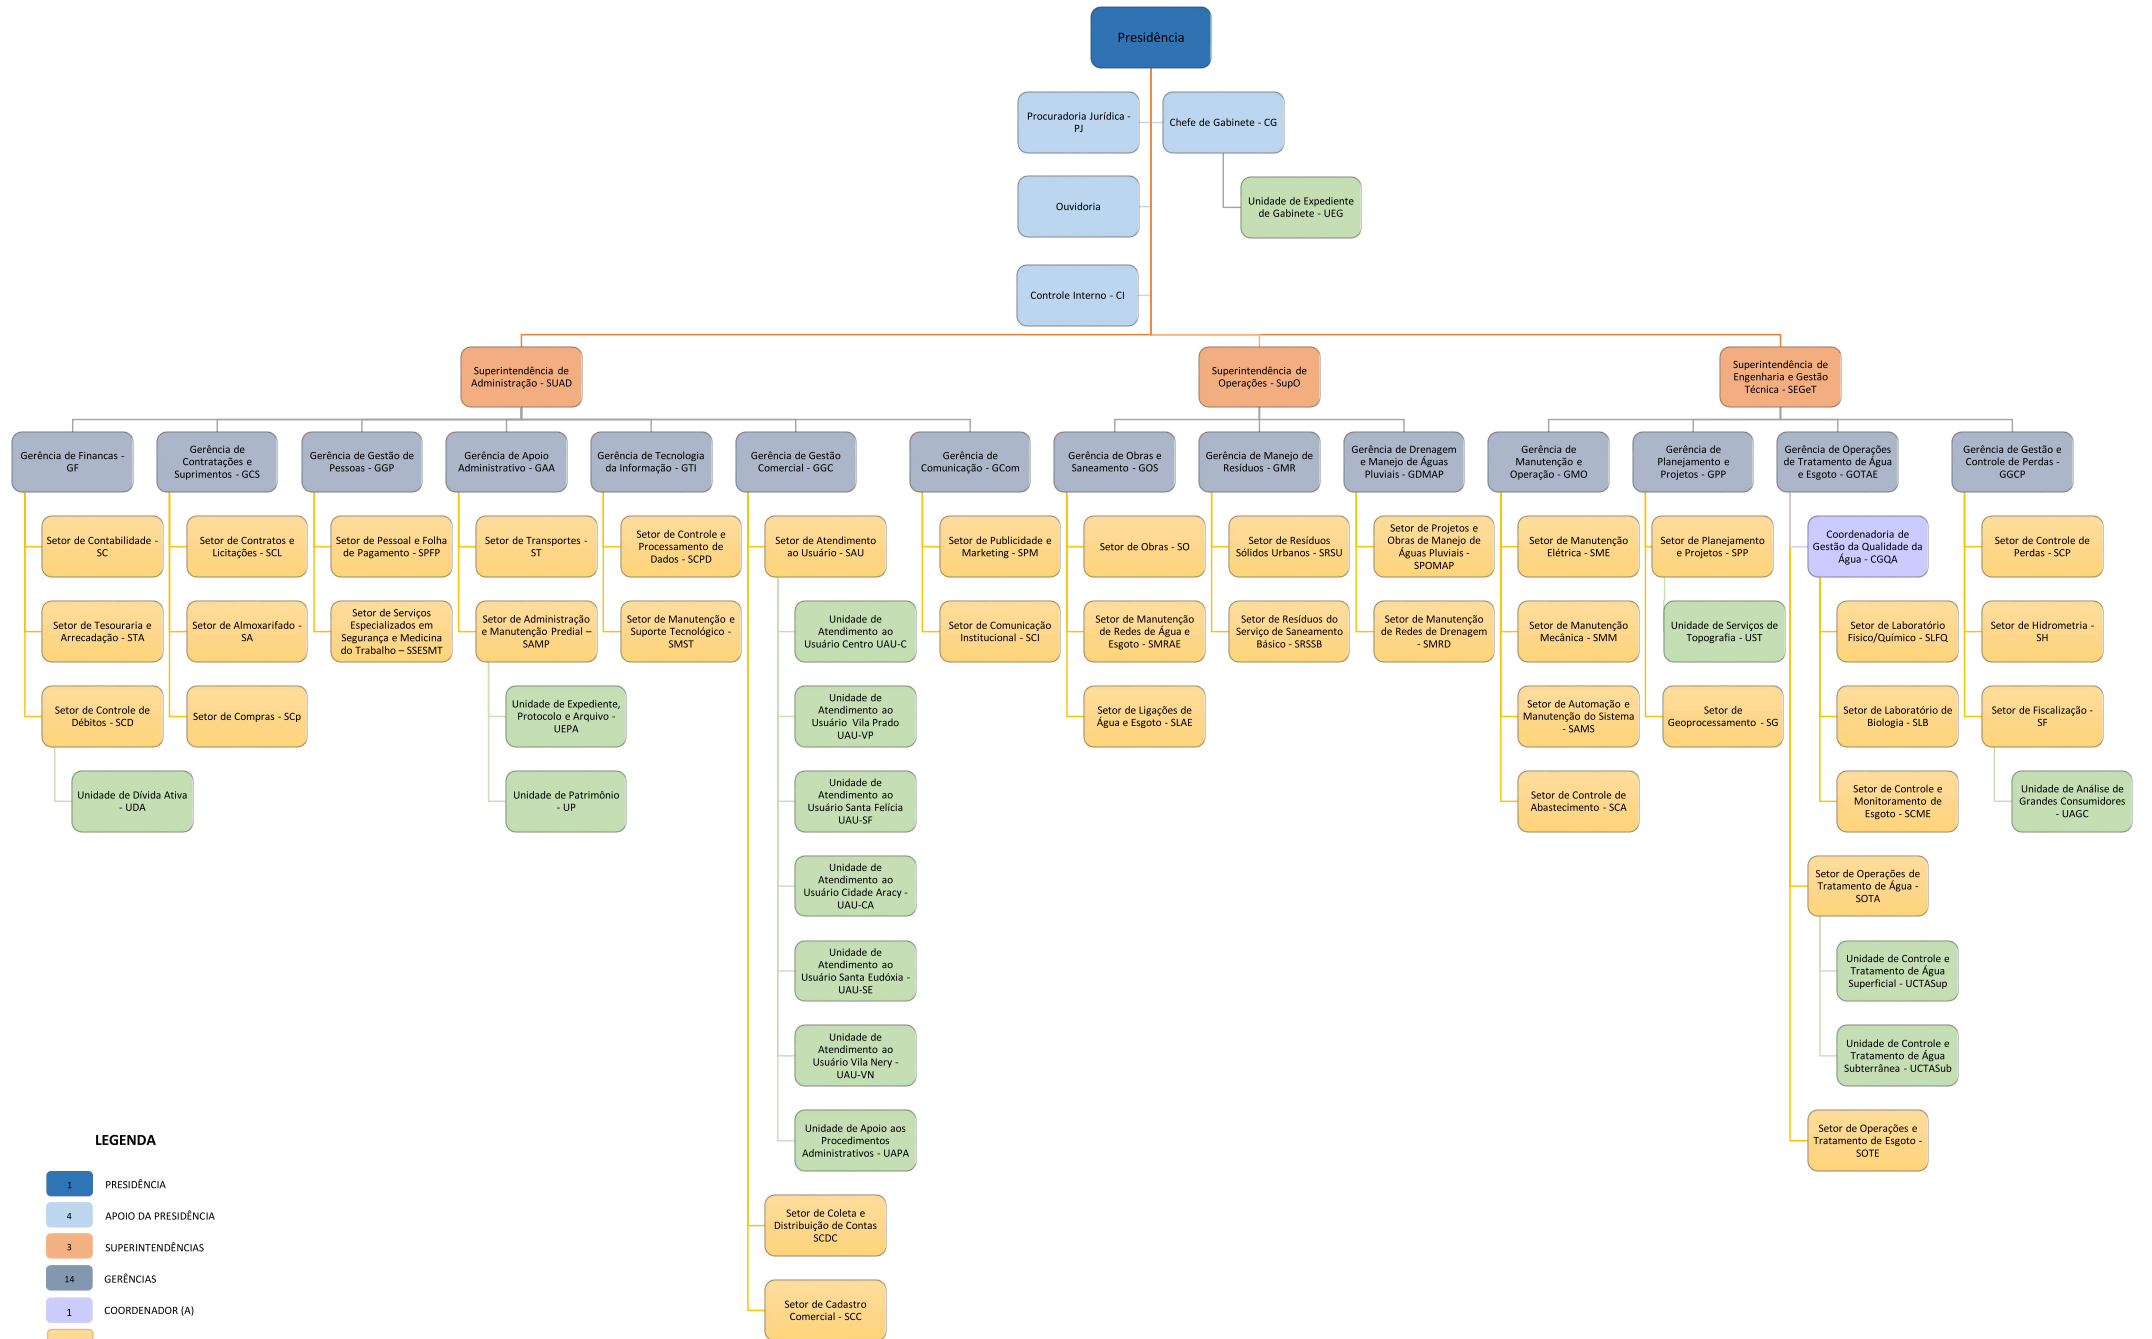 Presidência
Procuradoria Jurídica -
PJ
Chefe de Gabinete - CG
Ouvidoria
Unidade de Expediente
de Gabinete - UEG
Controle Interno - CI
Superintendência de
Administração - SUAD
Superintendência de
Operações - SupO
Superintendência de
Engenharia e Gestão
Técnica - SEGeT
Gerência de Financas -
GF
Gerência de
Contratações e
Suprimentos - GCS
Gerência de Gestão de
Pessoas - GGP
Gerência de Apoio
Administrativo - GAA
Gerência de Tecnologia
da Informação - GTI
Gerência de Gestão
Comercial - GGC
Gerência de
Comunicação - GCom
Gerência de Obras e
Saneamento - GOS
Gerência de Manejo de
Resíduos - GMR
Gerência de Drenagem
e Manejo de Águas
Pluviais - GDMAP
Gerência de
Manutenção e
Operação - GMO
Gerência de
Planejamento e
Projetos - GPP
Gerência de Operações
de Tratamento de Água
e Esgoto - GOTAE
Gerência de Gestão e
Controle de Perdas -
GGCP
Setor de Contabilidade -
SC
Setor de Contratos e
Licitações - SCL
Setor de Pessoal e Folha
de Pagamento - SPFP
Setor de Transportes -
ST
Setor de Controle e
Processamento de
Dados - SCPD
Setor de Atendimento
ao Usuário - SAU
Setor de Publicidade e
Marketing - SPM
Setor de Obras - SO
Setor de Resíduos
Sólidos Urbanos - SRSU
Setor de Projetos e
Obras de Manejo de
Águas Pluviais -
SPOMAP
Setor de Manutenção
Elétrica - SME
Setor de Planejamento
e Projetos - SPP
Coordenadoria de
Gestão da Qualidade da
Água - CGQA
Setor de Controle de
Perdas - SCP
Setor de Tesouraria e
Arrecadação - STA
Setor de Almoxarifado -
SA
Setor de Serviços
Especializados em
Segurança e Medicina
do Trabalho – SSESMT
Setor de Administração
e Manutenção Predial –
SAMP
Setor de Manutenção e
Suporte Tecnológico -
SMST
Unidade de
Atendimento ao
Usuário Centro UAU-C
Setor de Comunicação
Institucional - SCI
Setor de Manutenção
de Redes de Água e
Esgoto - SMRAE
Setor de Resíduos do
Serviço de Saneamento
Básico - SRSSB
Setor de Manutenção
de Redes de Drenagem
- SMRD
Setor de Manutenção
Mecânica - SMM
Unidade de Serviços de
Topografia - UST
Setor de Laboratório
Fisico/Químico - SLFQ
Setor de Hidrometria -
SH
Setor de Controle de
Débitos - SCD
Setor de Compras - SCp
Unidade de Expediente,
Protocolo e Arquivo -
UEPA
Unidade de
Atendimento ao
Usuário Vila Prado
UAU-VP
Setor de Ligações de
Água e Esgoto - SLAE
Setor de Automação e
Manutenção do Sistema
- SAMS
Setor de
Geoprocessamento - SG
Setor de Laboratório de
Biologia - SLB
Setor de Fiscalização -
SF
Unidade de Dívida Ativa
- UDA
Unidade de Patrimônio
- UP
Unidade de
Atendimento ao
Usuário Santa Felícia
UAU-SF
Setor de Controle de
Abastecimento - SCA
Setor de Controle e
Monitoramento de
Esgoto - SCME
Unidade de Análise de
Grandes Consumidores
- UAGC
Unidade de
Atendimento ao
Usuário Cidade Aracy -
UAU-CA
Setor de Operações de
Tratamento de Água -
SOTA
Unidade de
Atendimento ao
Usuário Santa Eudóxia -
UAU-SE
Unidade de Controle e
Tratamento de Água
Superficial - UCTASup
Unidade de
Atendimento ao
Usuário Vila Nery -
UAU-VN
Unidade de Controle e
Tratamento de Água
Subterrânea - UCTASub
Unidade de Apoio aos
Procedimentos
Administrativos - UAPA
Setor de Operações e
Tratamento de Esgoto -
SOTE
Setor de Coleta e
Distribuição de Contas
SCDC
Setor de Cadastro
Comercial - SCC
LEGENDA
1 PRESIDÊNCIA
4 APOIO DA PRESIDÊNCIA
3 SUPERINTENDÊNCIAS
14 GERÊNCIAS
1 COORDENADOR (A)